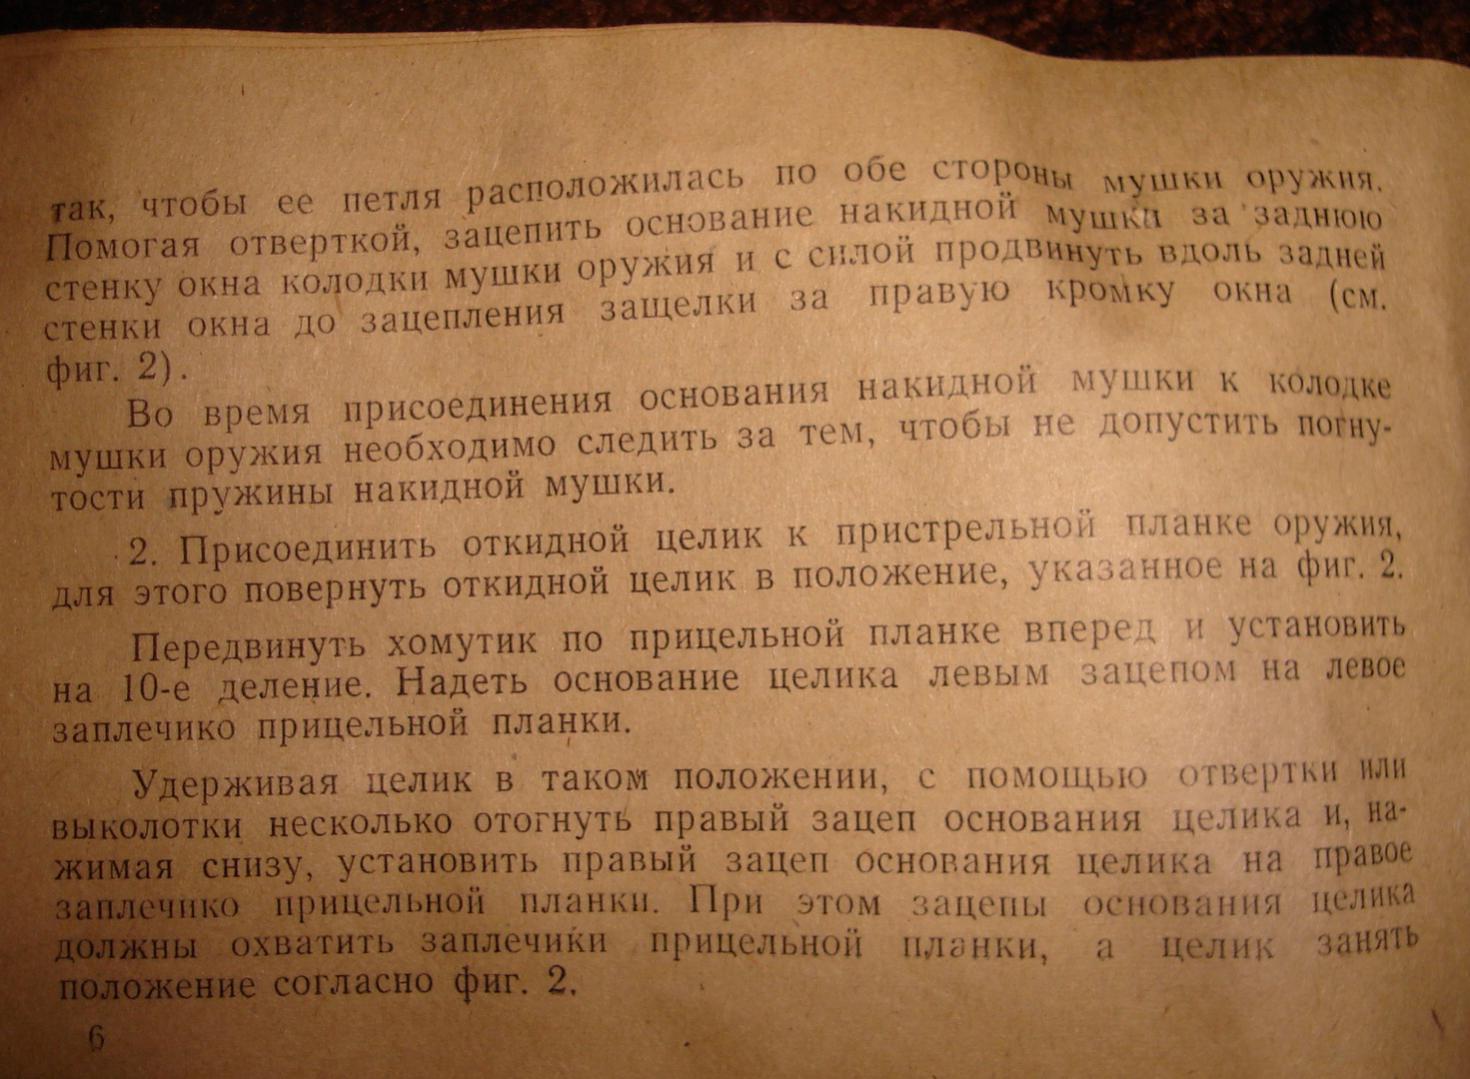 так, чтобы ее петля расположилась по обе стороны мушки оружия.
Помогая отверткой, зацепить основание накидной мушки за заднюю
стенку окна колодки мушки оружия и с силой продвинуть вдоль задней
стенки окна до зацепления защелки за правую кромку окна (см.
фиг. 2).
Во время присоединения основания накидной мушки к колодке
мушки оружия необходимо следить за тем, чтобы не допустить погну-
тости пружины накидной мушки.
2. Присоединить откидной целик к пристрельной планке оружия,
для этого повернуть откидной целик в положение, указанное на фиг. 2.
Передвинуть хомутик по прицельной планке вперед и установить
на 10-е деление. Надеть основание целика левым зацепом на левое
заплечико прицельной планки.
Удерживая целик в таком положении, с помощью отвертки или
выколотки несколько отогнуть правый зацеп основания целика и, на-
жимая снизу, установить правый зацеп основания целика на правое
заплечико прицельной планки. При этом зацепы основания целика
должны охватить заплечики прицельной планки, а целик занять
положение согласно фиг. 2.
6